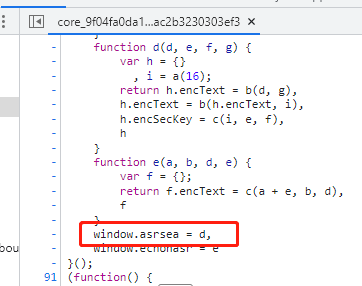 core_9f04fa0da1...ac2b3230303ef3 ×
function d(d, e, f, g) {
var h = {}
, i = a(16);
return h.encText = b(d, g),
h.encText = b(h.encText, i),
h.encSecKey = c(i, e, f),
h
}
function e(a, b, d, e) {
var f = {};
return f.encText = c(a + e, b, d),
f
}
window.asrsea = d,
window.ecnonasr = e
91 }();
(function() {